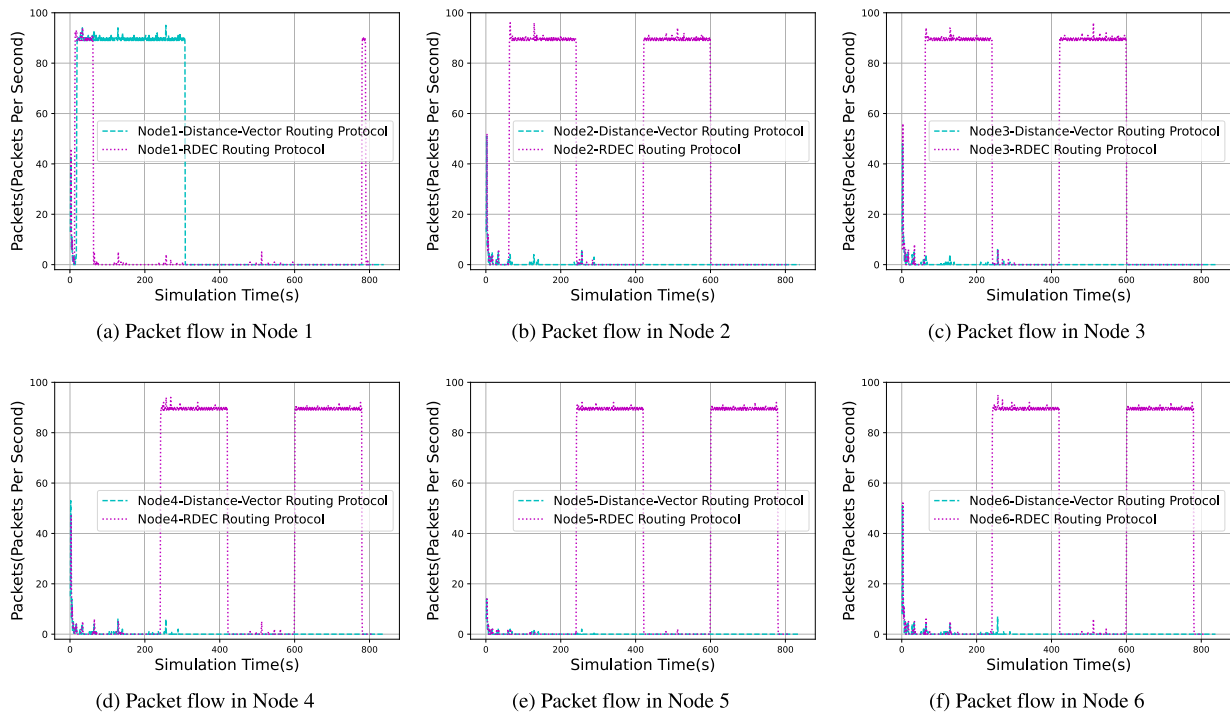 100
80
60
40
20
0
Packets(Packets Per Second)
Node1-Distance-Vector Routing Protocol
Node1-RDEC Routing Protocol
0 200 400 600 800
Simulation Time(s)
(a) Packet flow in Node 1
100
80
60
40
20
0
Packets(Packets Per Second)
Node2-Distance-Vector Routing Protocol
Node2-RDEC Routing Protocol
0 200 400 600 800
Simulation Time(s)
(b) Packet flow in Node 2
100
80
60
40
20
0
Packets(Packets Per Second)
Node3-Distance-Vector Routing Protocol
Node3-RDEC Routing Protocol
0 200 400 600 800
Simulation Time(s)
(c) Packet flow in Node 3
100
80
60
40
20
0
Packets(Packets Per Second)
Node4-Distance-Vector Routing Protocol
Node4-RDEC Routing Protocol
0 200 400 600 800
Simulation Time(s)
(d) Packet flow in Node 4
100
80
60
40
20
0
Packets(Packets Per Second)
Node5-Distance-Vector Routing Protocol
Node5-RDEC Routing Protocol
0 200 400 600 800
Simulation Time(s)
(e) Packet flow in Node 5
100
80
60
40
20
0
Packets(Packets Per Second)
Node6-Distance-Vector Routing Protocol
Node6-RDEC Routing Protocol
0 200 400 600 800
Simulation Time(s)
(f) Packet flow in Node 6